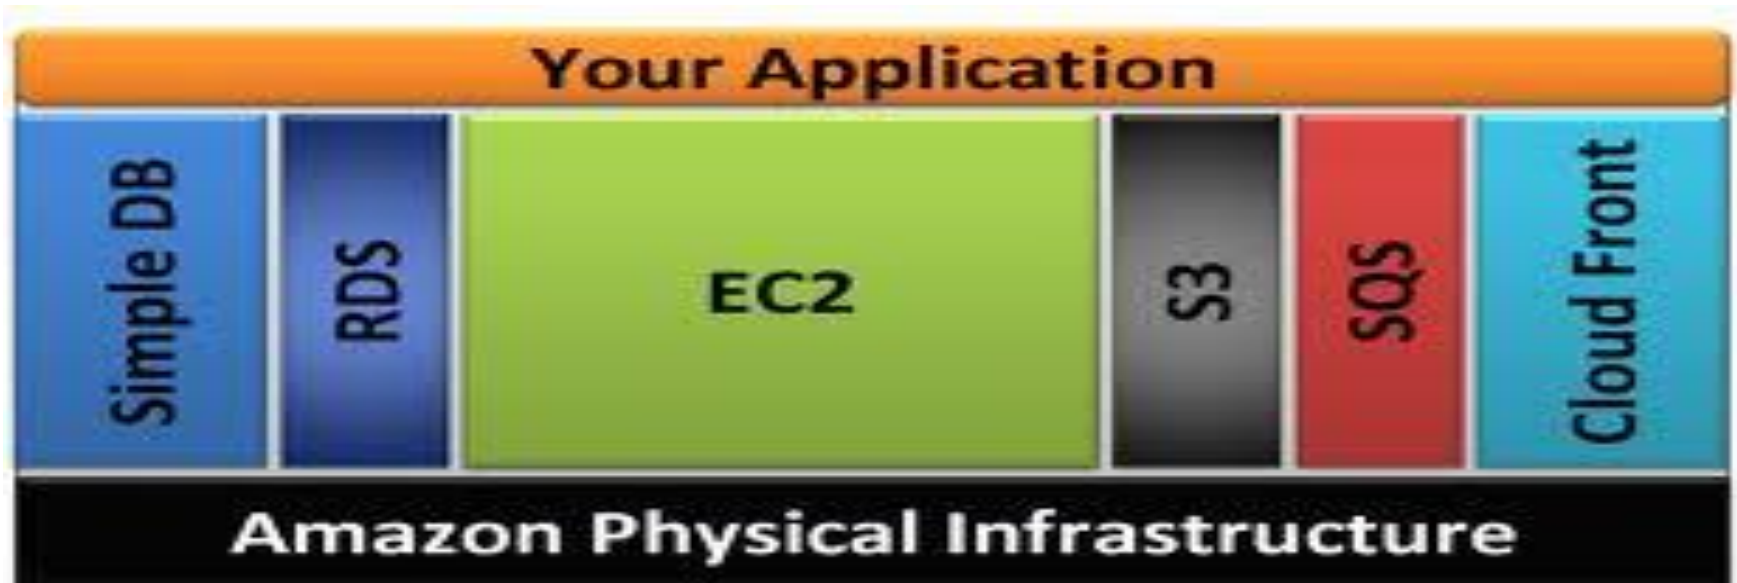 Your Application
Simple DB
RDS
EC2
S3
SQS
Cloud Front
Amazon Physical Infrastructure